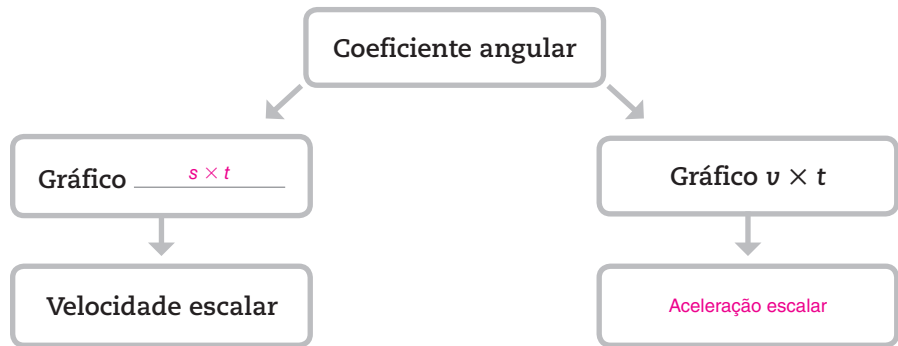 Coeficiente angular
Gráfico s × t
Gráfico v × t
Velocidade escalar
Aceleração escalar